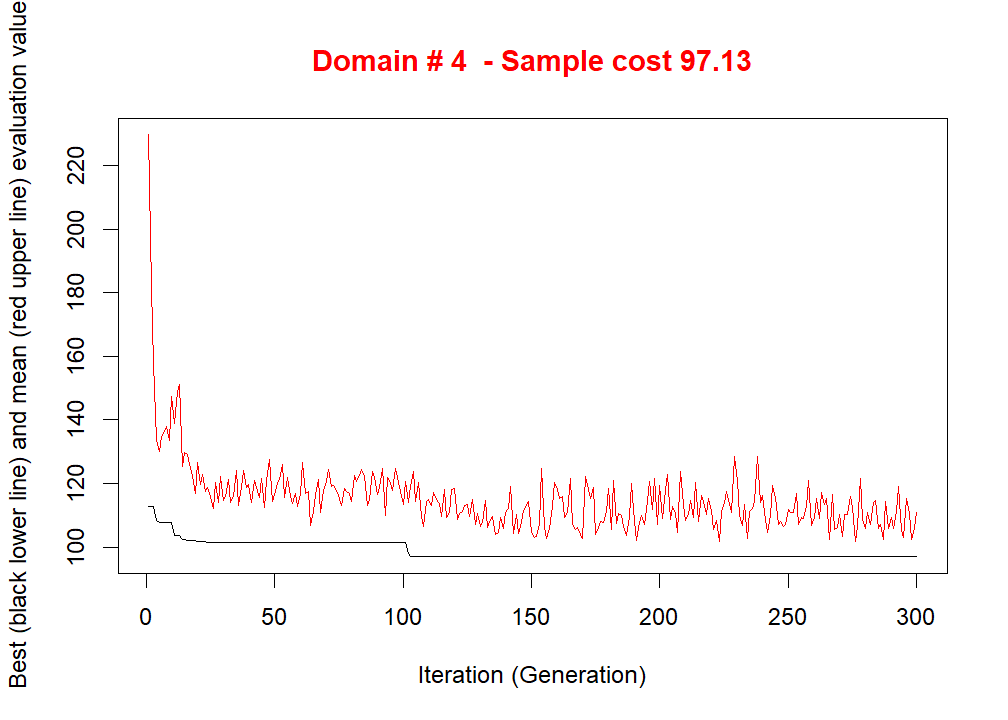 Domain # 4  - Sample cost 97.13
Best (black lower line) and mean (red upper line) evaluation value
220
200
180
160
140
120
100
0 50 100 150 200 250 300
Iteration (Generation)